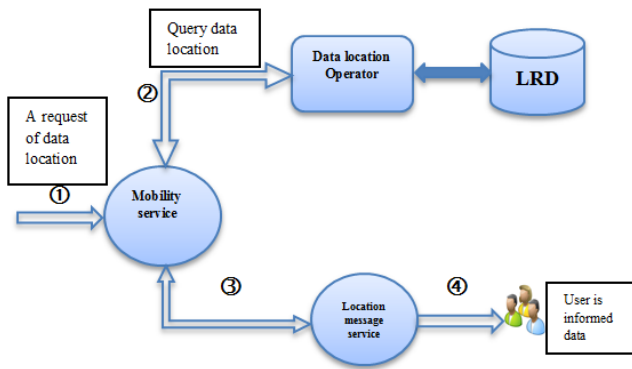 Query data
location
Data location
Operator
LRD
②
A request
of data
location
①
Mobility
service
③
④
Location
message
service
User is
informed
data